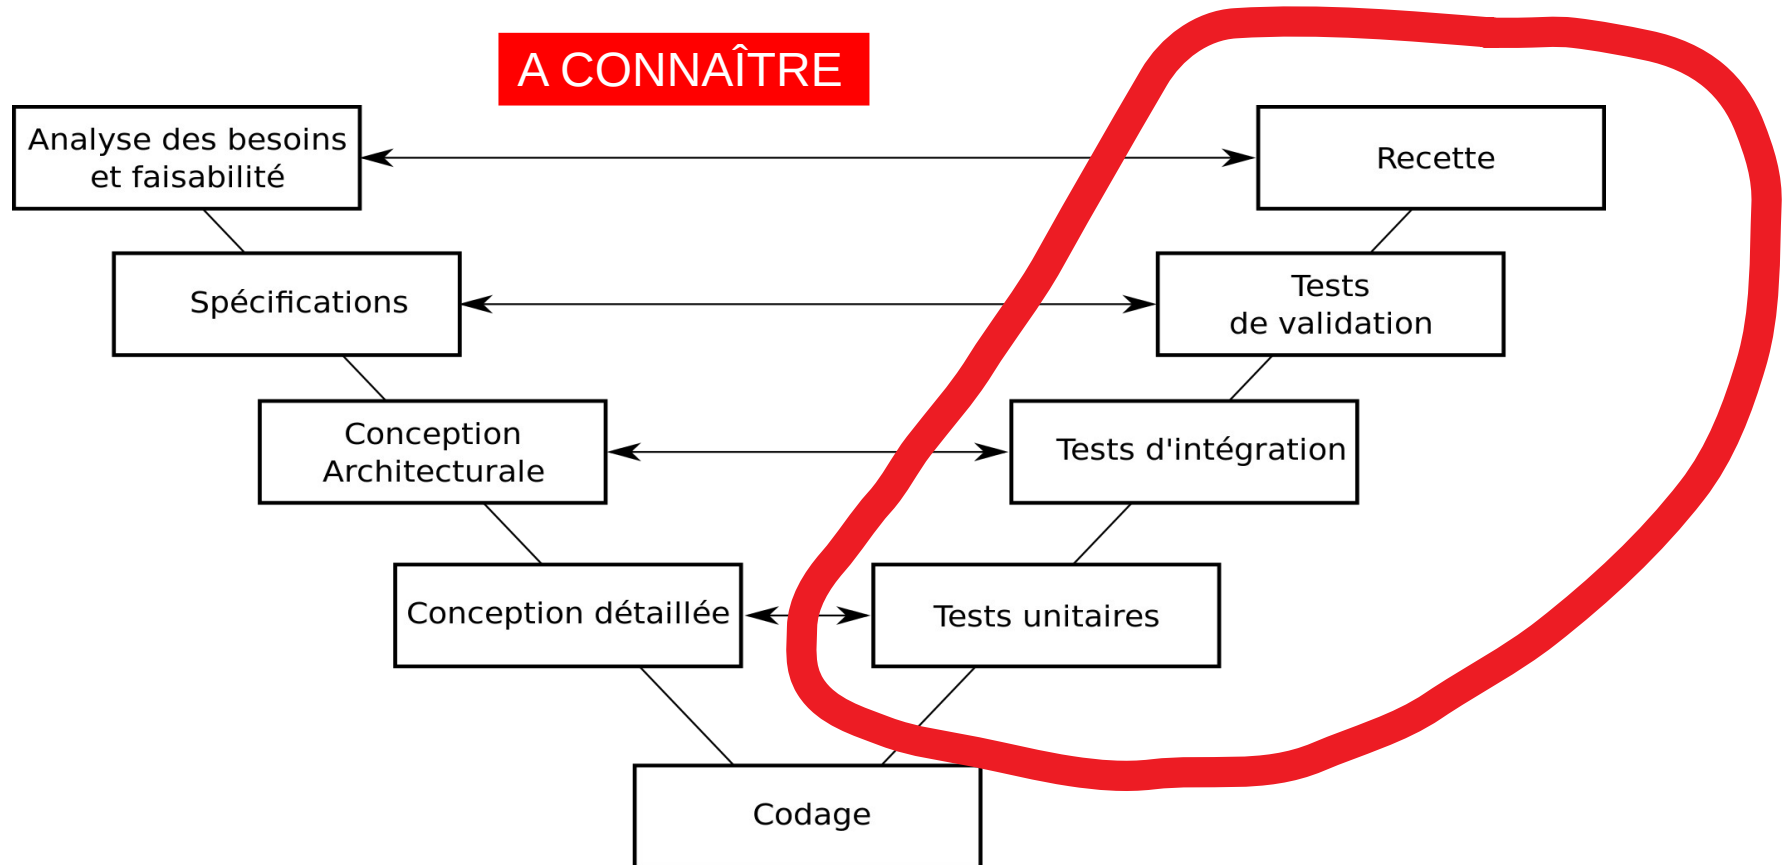 A CONNAÎTRE
Analyse des besoins
et faisabilité
Recette
Spécifications
Tests
de validation
Conception
Architecturale
Tests d'intégration
Conception détaillée
Tests unitaires
Codage